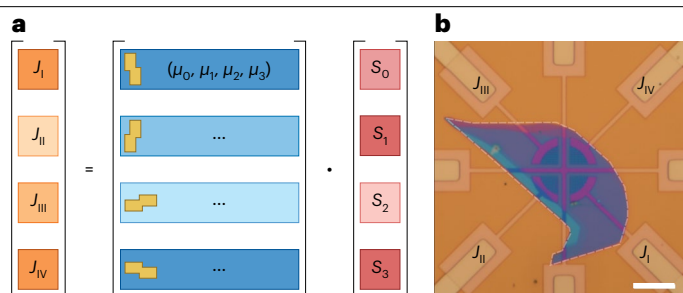 a
J_I
(μ_0, μ_1, μ_2, μ_3)
S_0
J_II
...
S_1
=
·
J_III
...
S_2
J_IV
...
S_3
b
J_III
J_IV
J_II
J_I